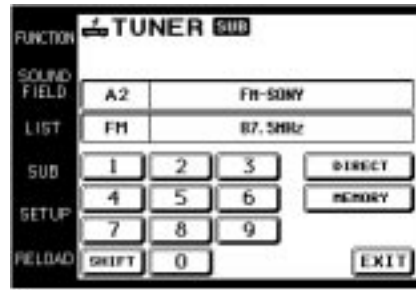 FUNCTION
SOUND
FIELD
LIST
SUB
SETUP
RELOAD
TUNER SUB
A2 FM-SONY
FM 87.5MHz
1 2 3 DIRECT
4 5 6 MEMORY
7 8 9
SHIFT 0 EXIT